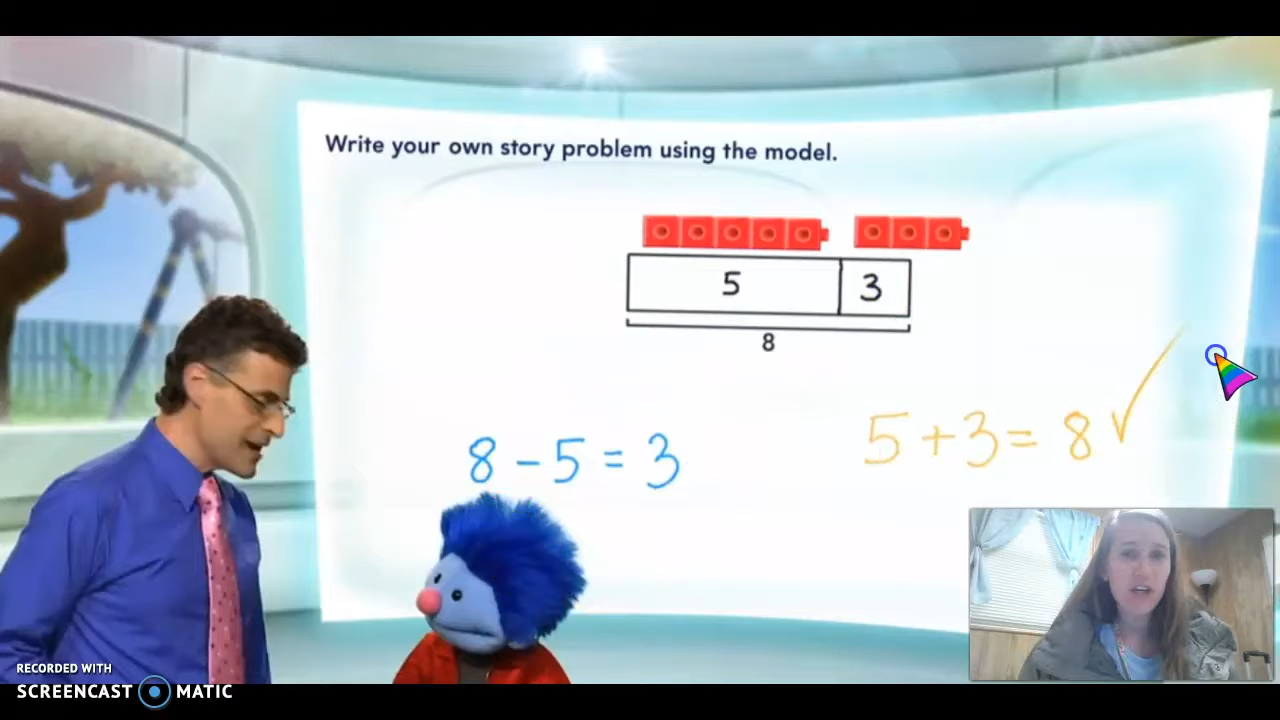 Write your own story problem using the model.
5 3
8
8 - 5 = 3
5 + 3 = 8 ✓
RECORDED WITH
SCREENCAST MATIC